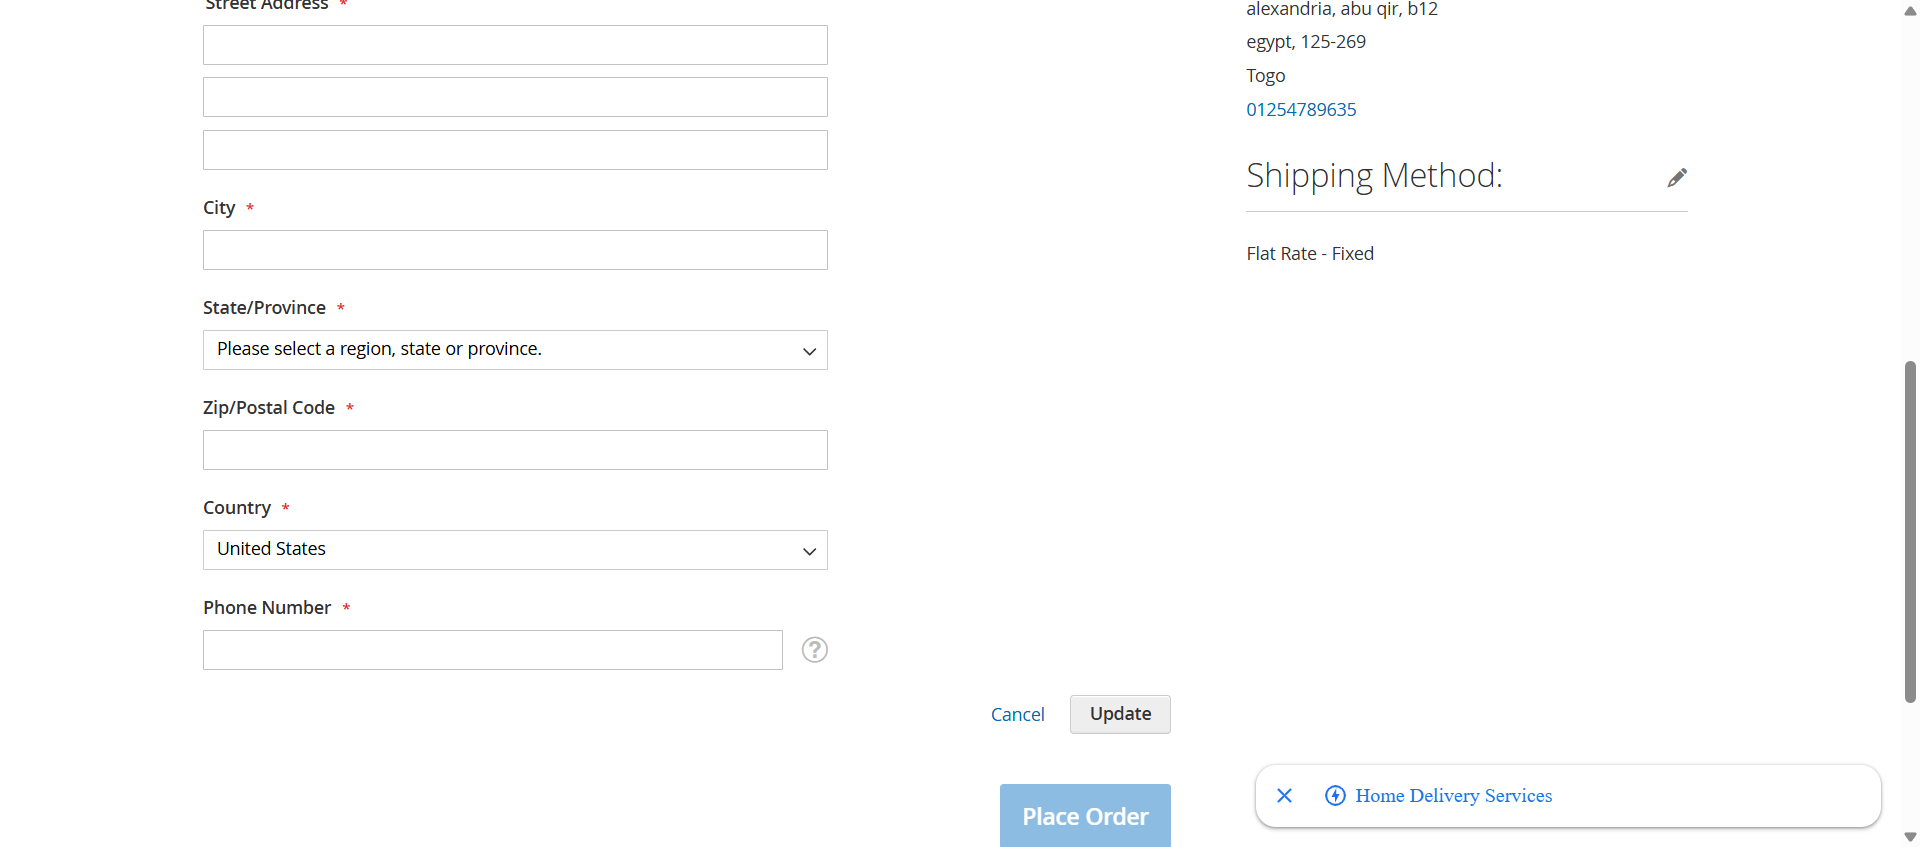 Street Address *
City *
State/Province *
Please select a region, state or province.
Zip/Postal Code *
Country *
United States
Phone Number *
?
Cancel
Update
Place Order
alexandria, abu qir, b12
egypt, 125-269
Togo
01254789635
Shipping Method:
Flat Rate - Fixed
Home Delivery Services